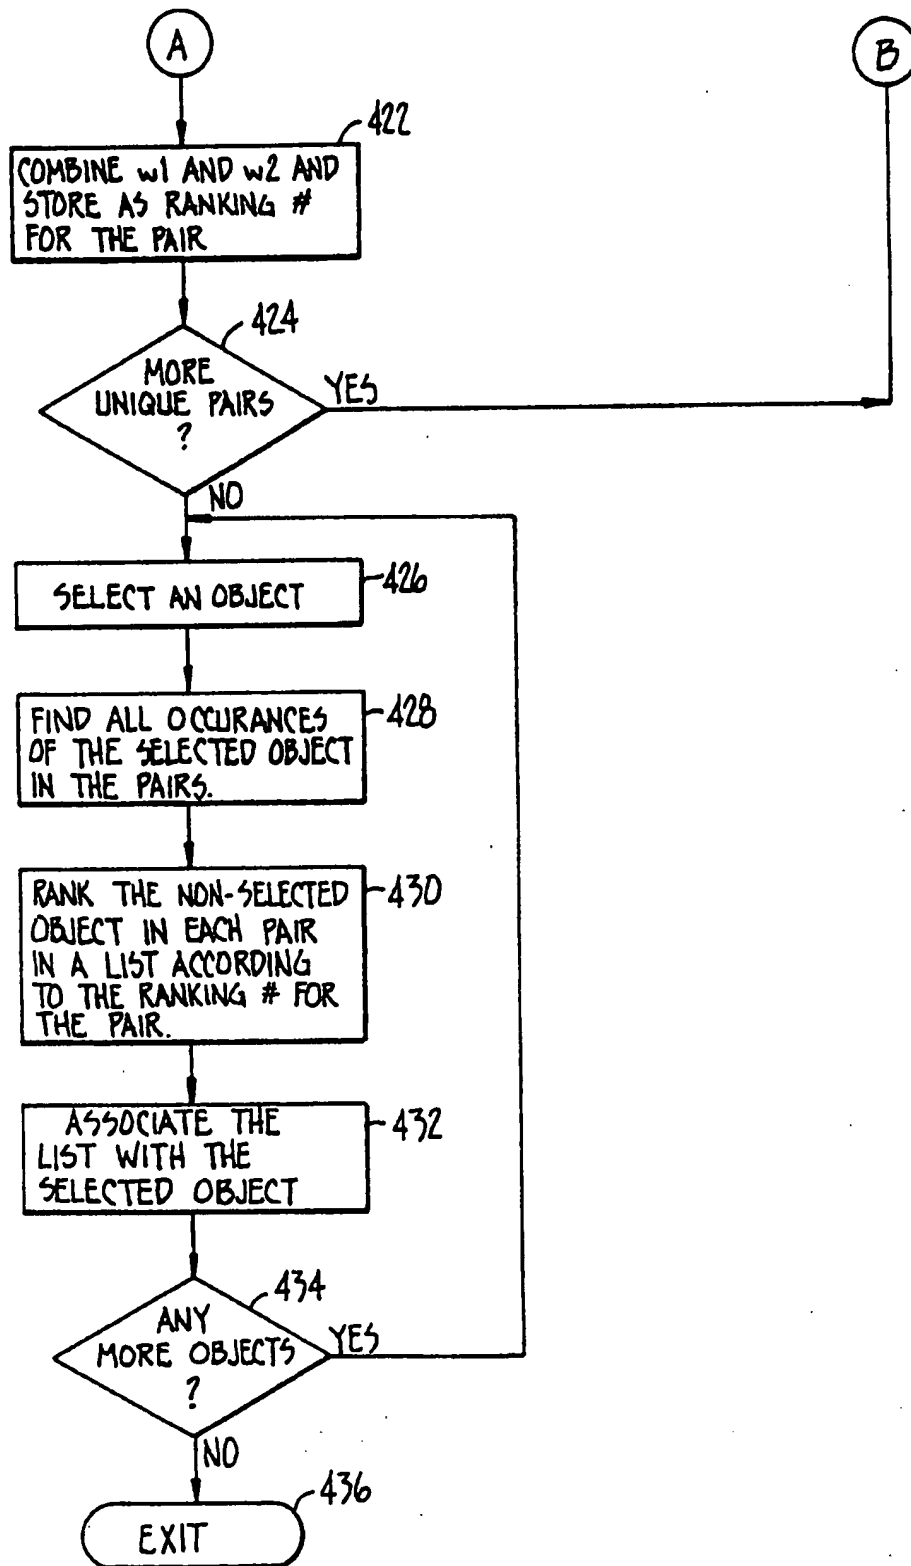 A
B
422
COMBINE w1 AND w2 AND
STORE AS RANKING #
FOR THE PAIR
424
MORE
UNIQUE PAIRS
?
YES
NO
SELECT AN OBJECT
426
FIND ALL OCCURANCES
OF THE SELECTED OBJECT
IN THE PAIRS.
428
RANK THE NON-SELECTED
OBJECT IN EACH PAIR
IN A LIST ACCORDING
TO THE RANKING # FOR
THE PAIR.
430
ASSOCIATE THE
LIST WITH THE
SELECTED OBJECT
432
434
ANY
MORE OBJECTS
?
YES
NO
436
EXIT